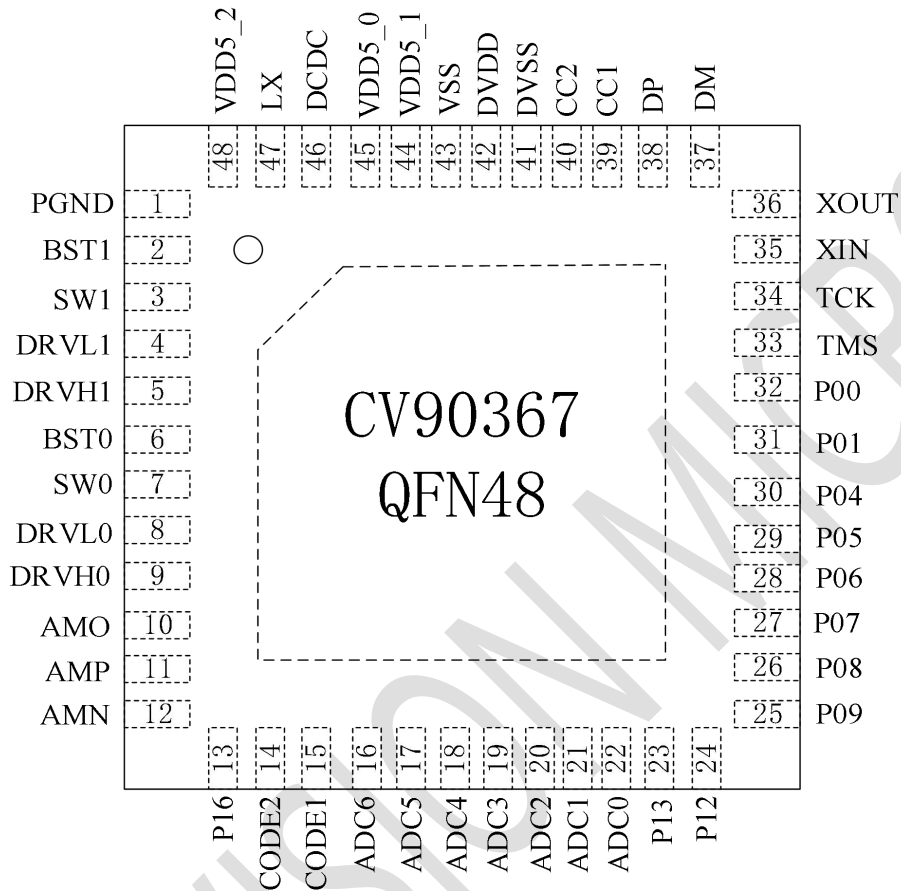 VDD5_2
LX
DCDC
VDD5_0
VDD5_1
VSS
DVDD
DVSS
CC2
CC1
DP
DM
48
47
46
45
44
43
42
41
40
39
38
37
PGND 1
BST1 2
SW1 3
DRVL1 4
DRVH1 5
BST0 6
SW0 7
DRVL0 8
DRVH0 9
AMO 10
AMP 11
AMN 12
CV90367
QFN48
36 XOUT
35 XIN
34 TCK
33 TMS
32 P00
31 P01
30 P04
29 P05
28 P06
27 P07
26 P08
25 P09
13
14
15
16
17
18
19
20
21
22
23
24
P16
CODE2
CODE1
ADC6
ADC5
ADC4
ADC3
ADC2
ADC1
ADC0
P13
P12
VISION MICRO